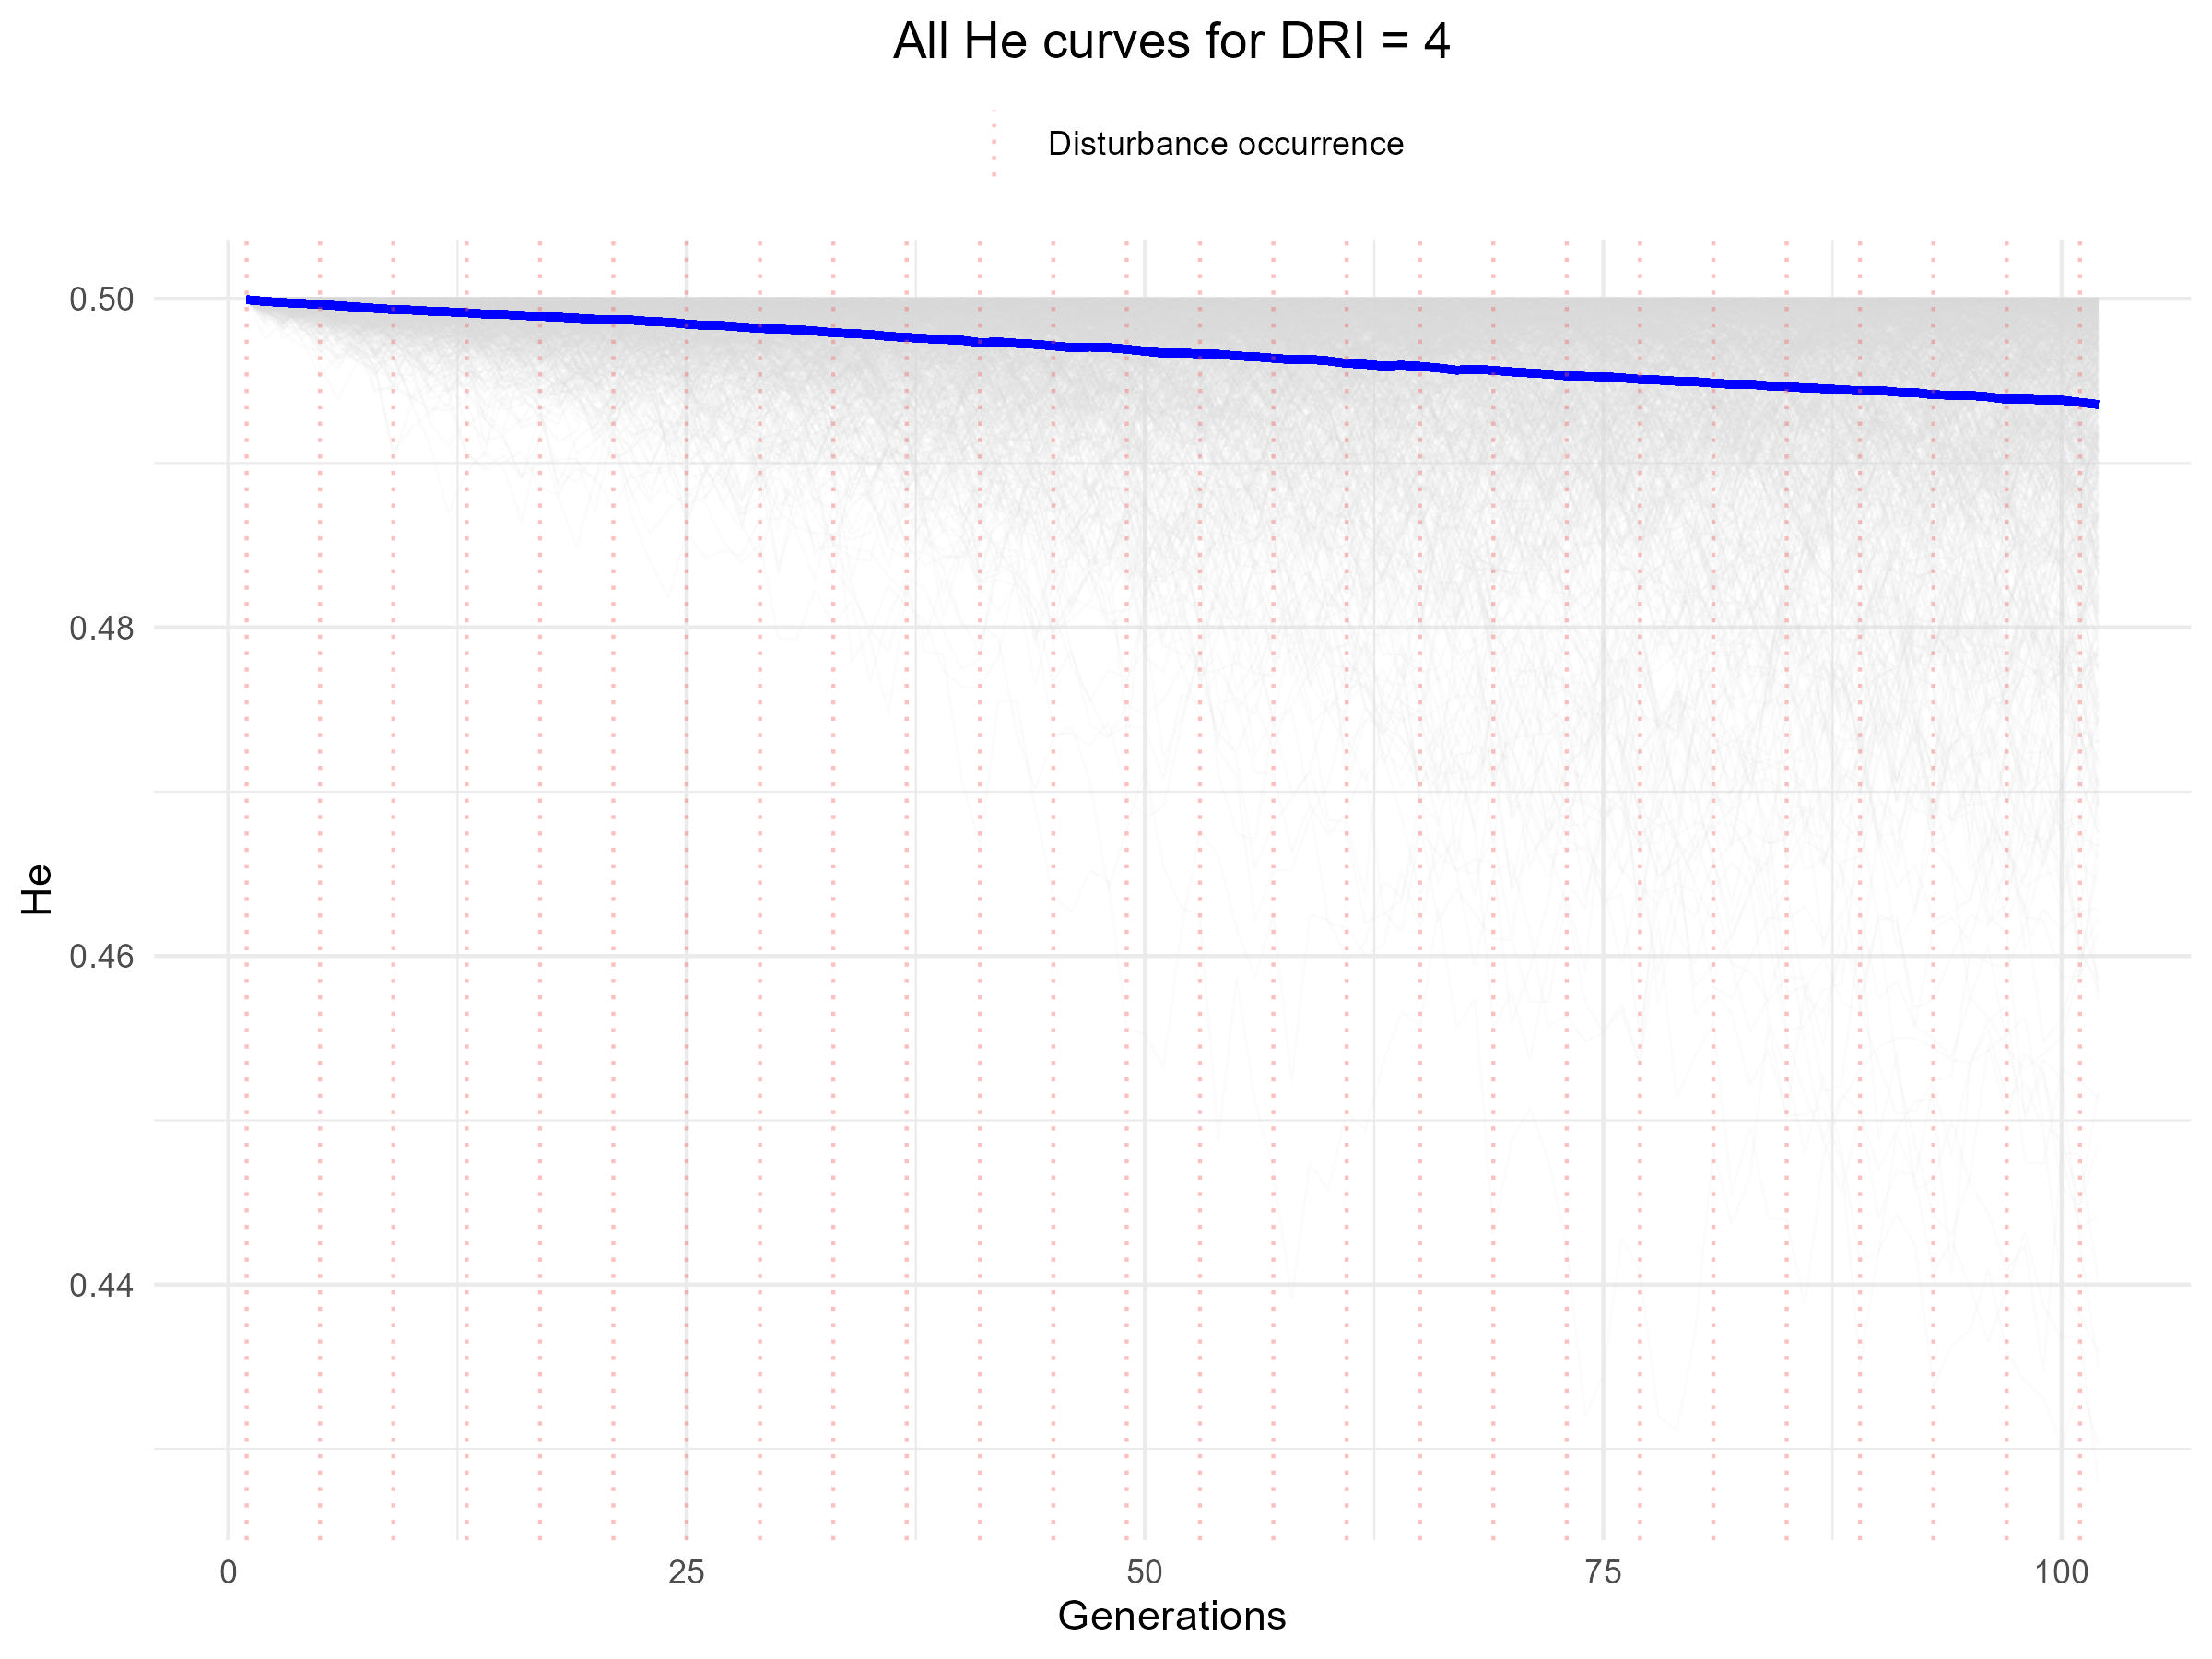 All He curves for DRI = 4
Disturbance occurrence
He
0.50
0.48
0.46
0.44
0 25 50 75 100
Generations